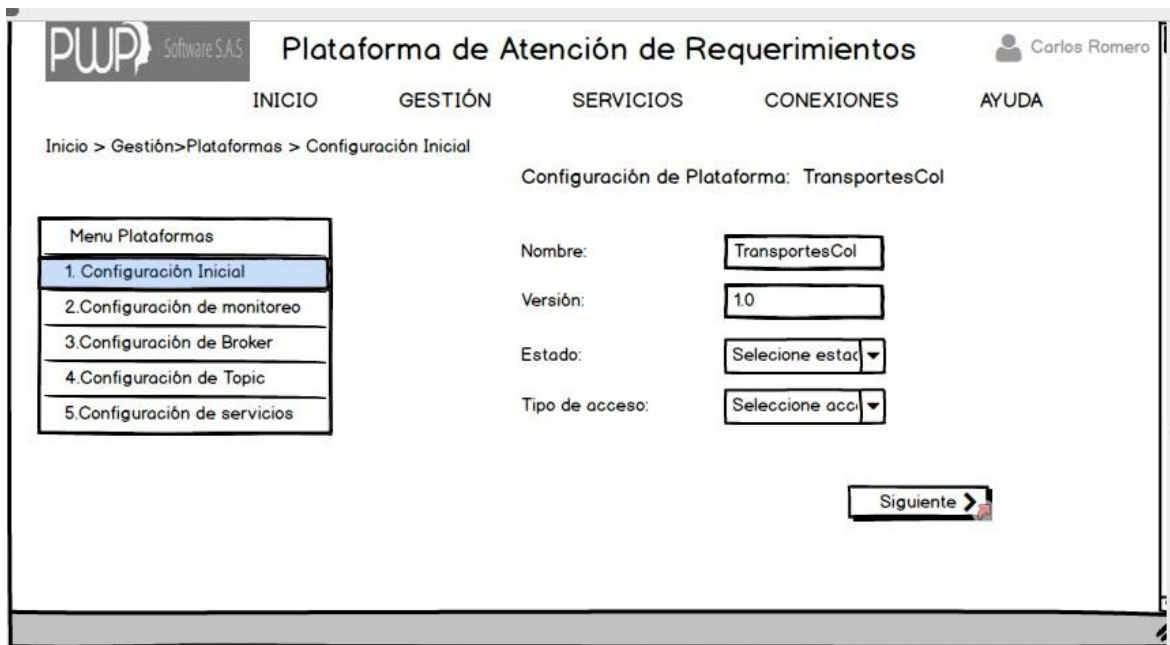 PWP Software S.A.S
Plataforma de Atención de Requerimientos
Carlos Romero
INICIO GESTIÓN SERVICIOS CONEXIONES AYUDA
Inicio > Gestión>Plataformas > Configuración Inicial
Configuración de Plataforma: TransportesCol
Menu Plataformas
1. Configuración Inicial
2.Configuración de monitoreo
3.Configuración de Broker
4.Configuración de Topic
5.Configuración de servicios
Nombre: TransportesCol
Versión: 1.0
Estado: Selecione estac
Tipo de acceso: Seleccione acc
Siguiente